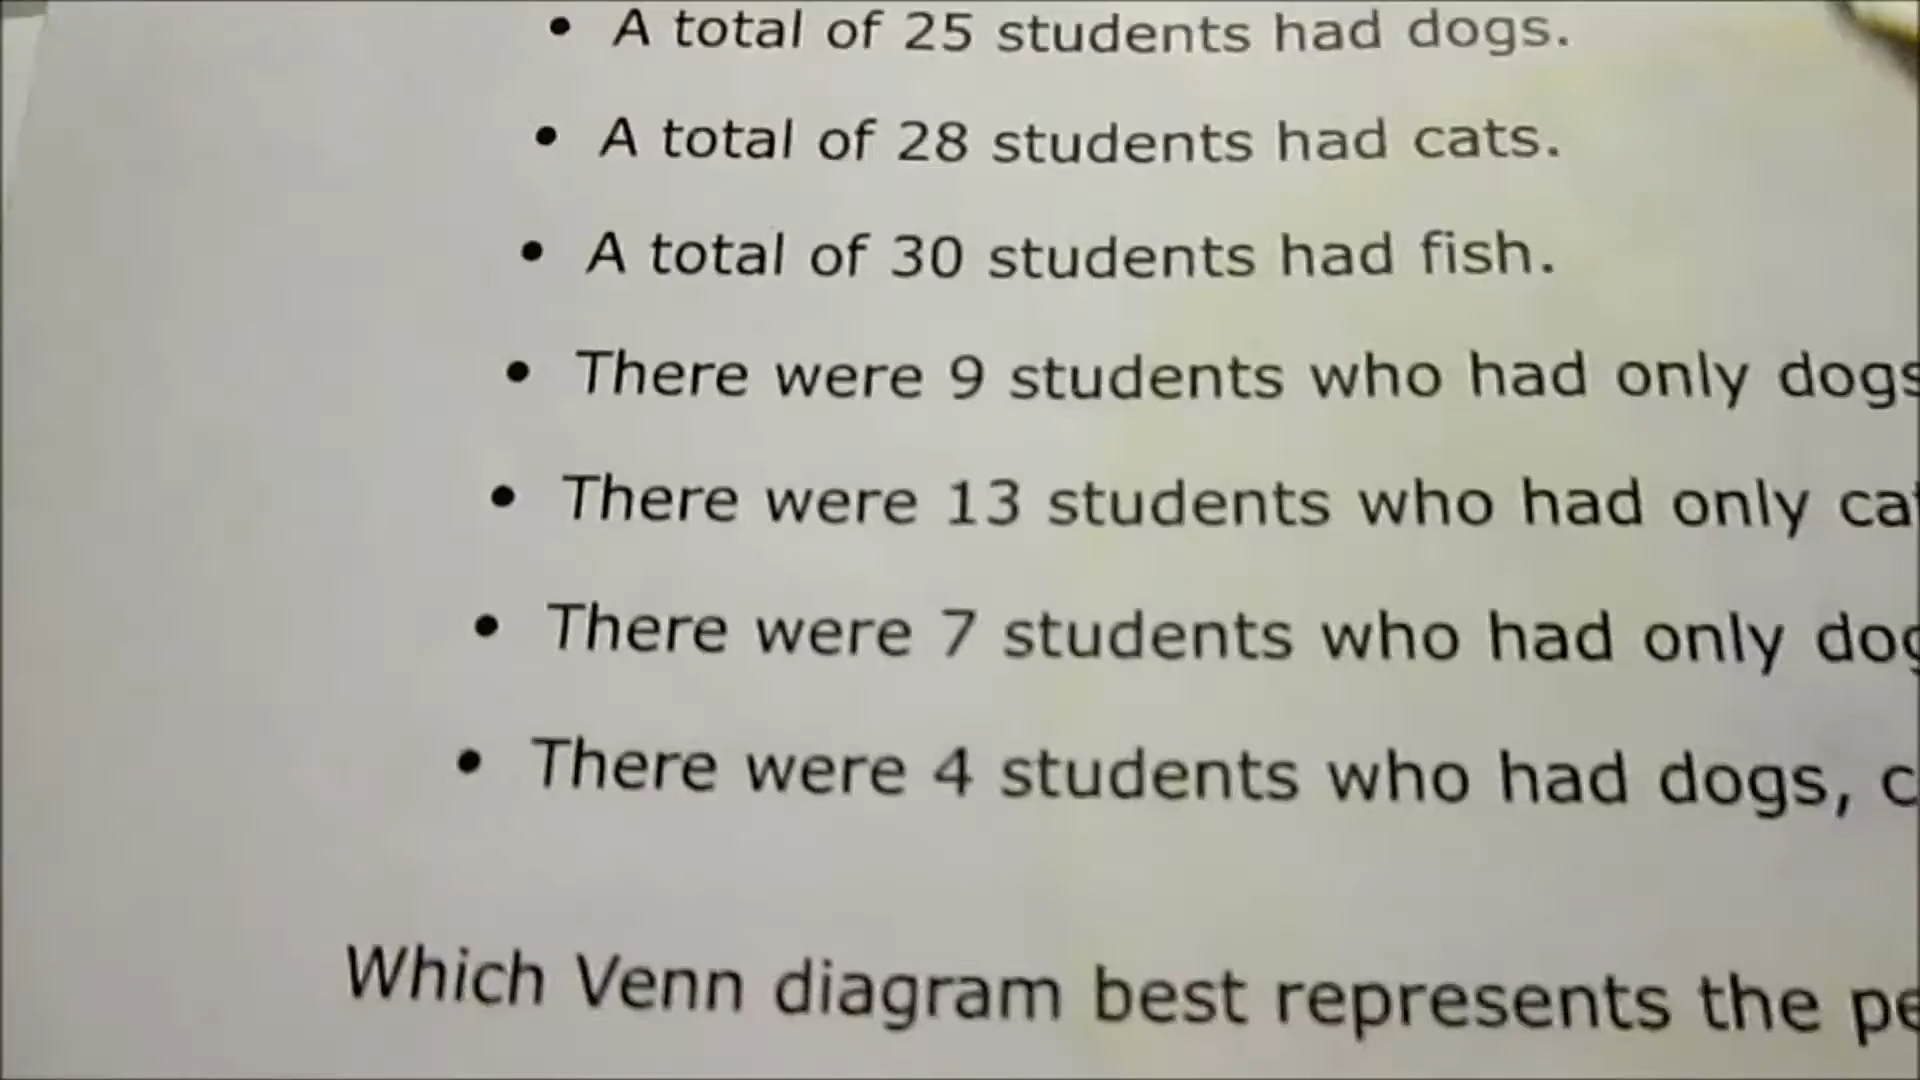 • A total of 25 students had dogs.
• A total of 28 students had cats.
• A total of 30 students had fish.
• There were 9 students who had only dogs
• There were 13 students who had only
• There were 7 students who had only
• There were 4 students who had dogs,
Which Venn diagram best represents the